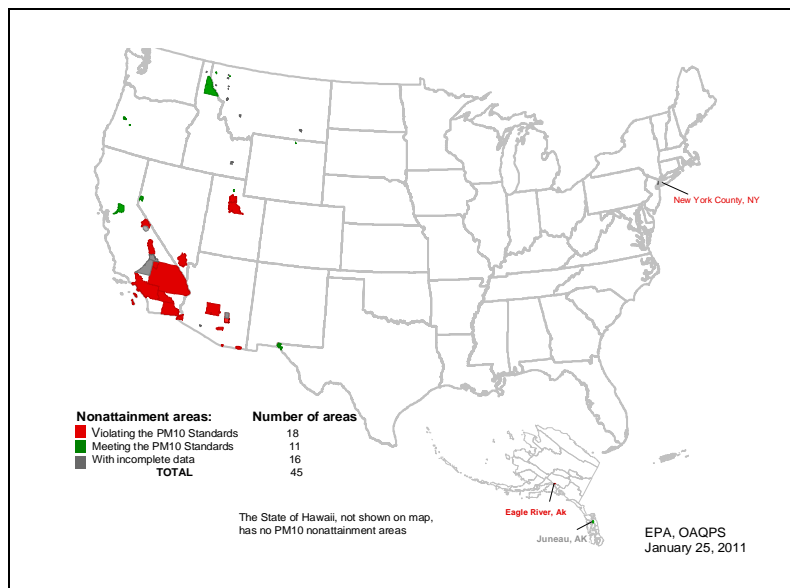 New York County, NY
Nonattainment areas: Number of areas
Violating the PM10 Standards 18
Meeting the PM10 Standards 11
With incomplete data 16
TOTAL 45
The State of Hawaii, not shown on map,
has no PM10 nonattainment areas
Eagle River, Ak
Juneau, AK
EPA, OAQPS
January 25, 2011